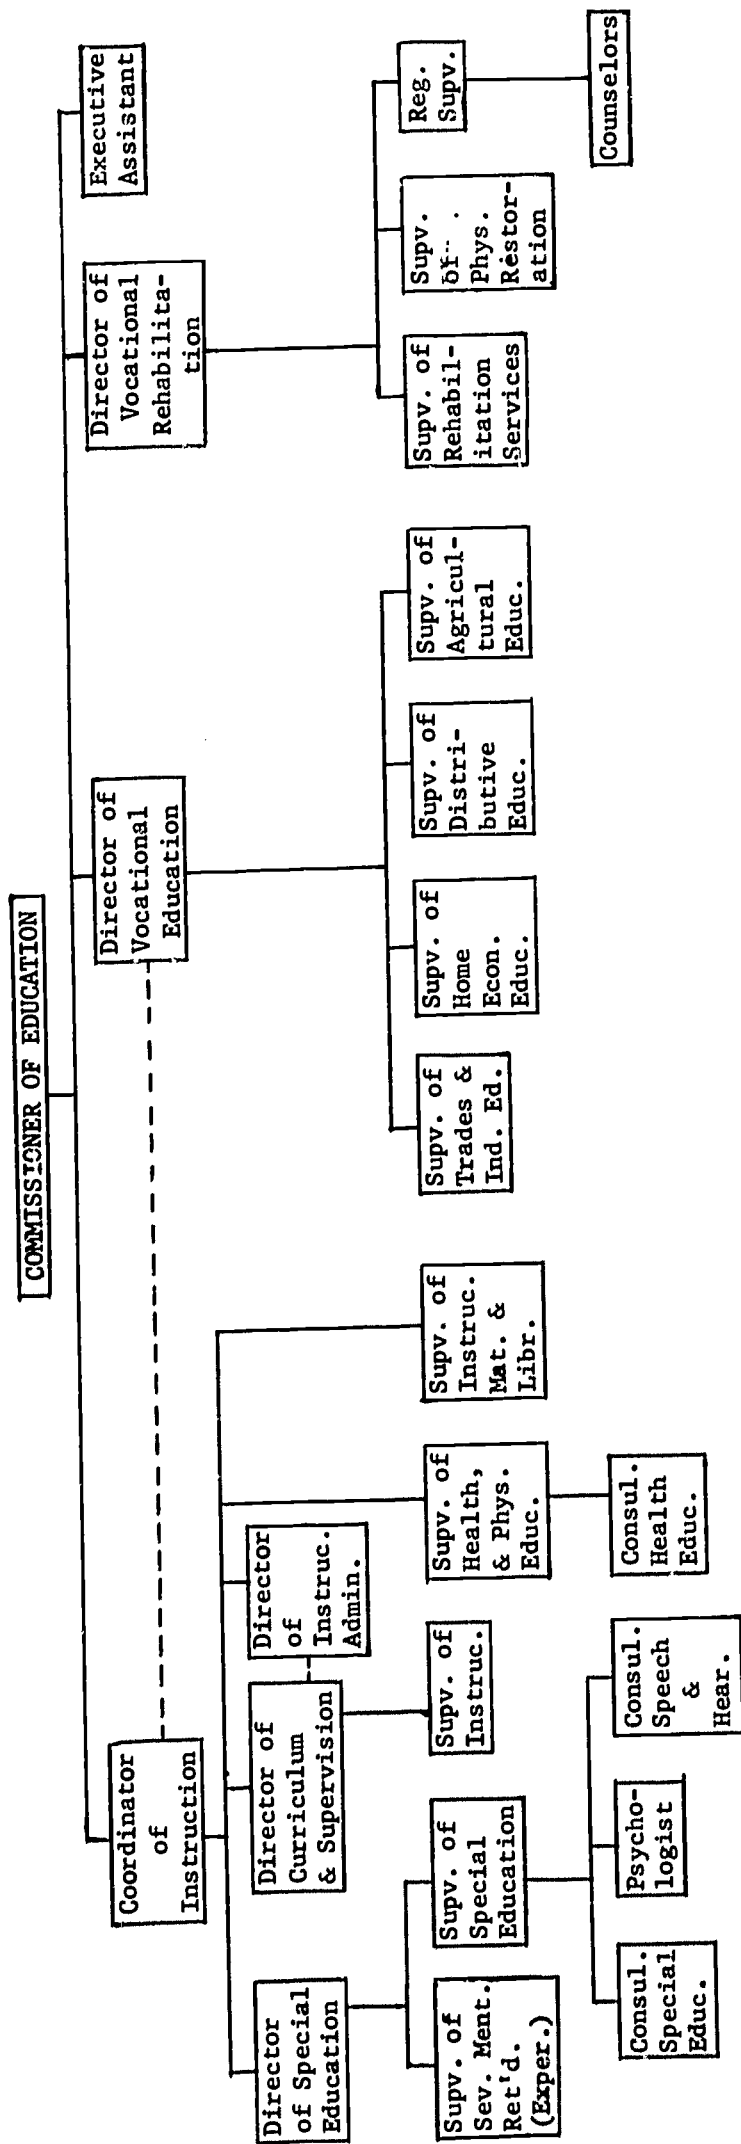 COMMISSIONER OF EDUCATION
Coordinator
of
Instruction
Director of
Vocational
Education
Director of
Vocational
Rehabilita-
tion
Executive
Assistant
Director
of Special
Education
Director of
Curriculum
& Supervision
Director
of
Instruc.
Admin.
Supv. of
Sev. Ment.
Ret'd.
(Exper.)
Supv. of
Special
Education
Supv. of
Instruc.
Supv. of
Health,
& Phys.
Educ.
Supv. of
Instruc.
Mat. &
Libr.
Supv. of
Trades &
Ind. Ed.
Supv. of
Home
Econ.
Educ.
Supv. of
Distri-
butive
Educ.
Supv. of
Agricul-
tural
Educ.
Supv. of
Rehabil-
itation
Services
Supv.
of
Phys.
Restor-
ation
Reg.
Supv.
Consul.
Special
Educ.
Psycho-
logist
Consul.
Speech
&
Hear.
Consul.
Health
Educ.
Counselors